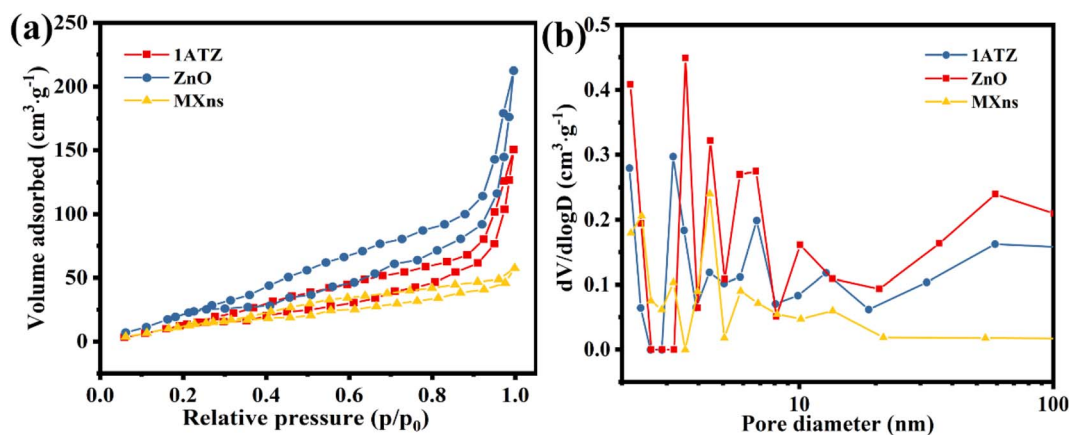 (a)
250
200
150
100
50
0
Volume adsorbed (cm³·g⁻¹)
1ATZ
ZnO
MXns
0.0 0.2 0.4 0.6 0.8 1.0
Relative pressure (p/p₀)
(b)
0.5
0.4
0.3
0.2
0.1
0.0
dV/dlogD (cm³·g⁻¹)
1ATZ
ZnO
MXns
10 100
Pore diameter (nm)